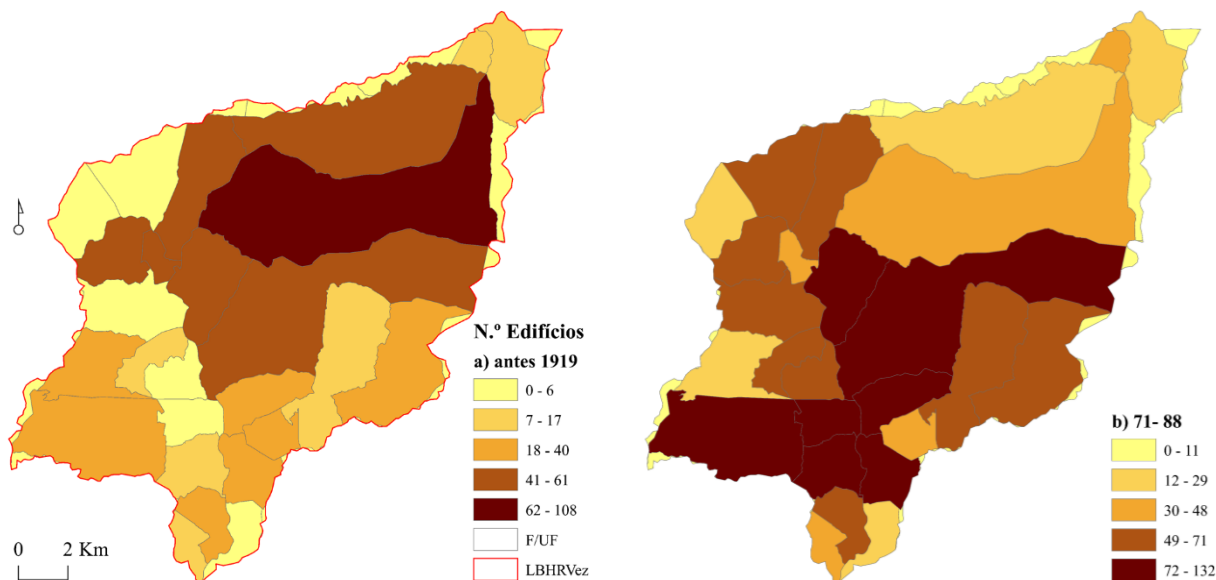 N.º Edifícios
a) antes 1919
0 - 6
7 - 17
18 - 40
41 - 61
62 - 108
F/UF
LBHRVez
0 2 Km
b) 71- 88
0 - 11
12 - 29
30 - 48
49 - 71
72 - 132